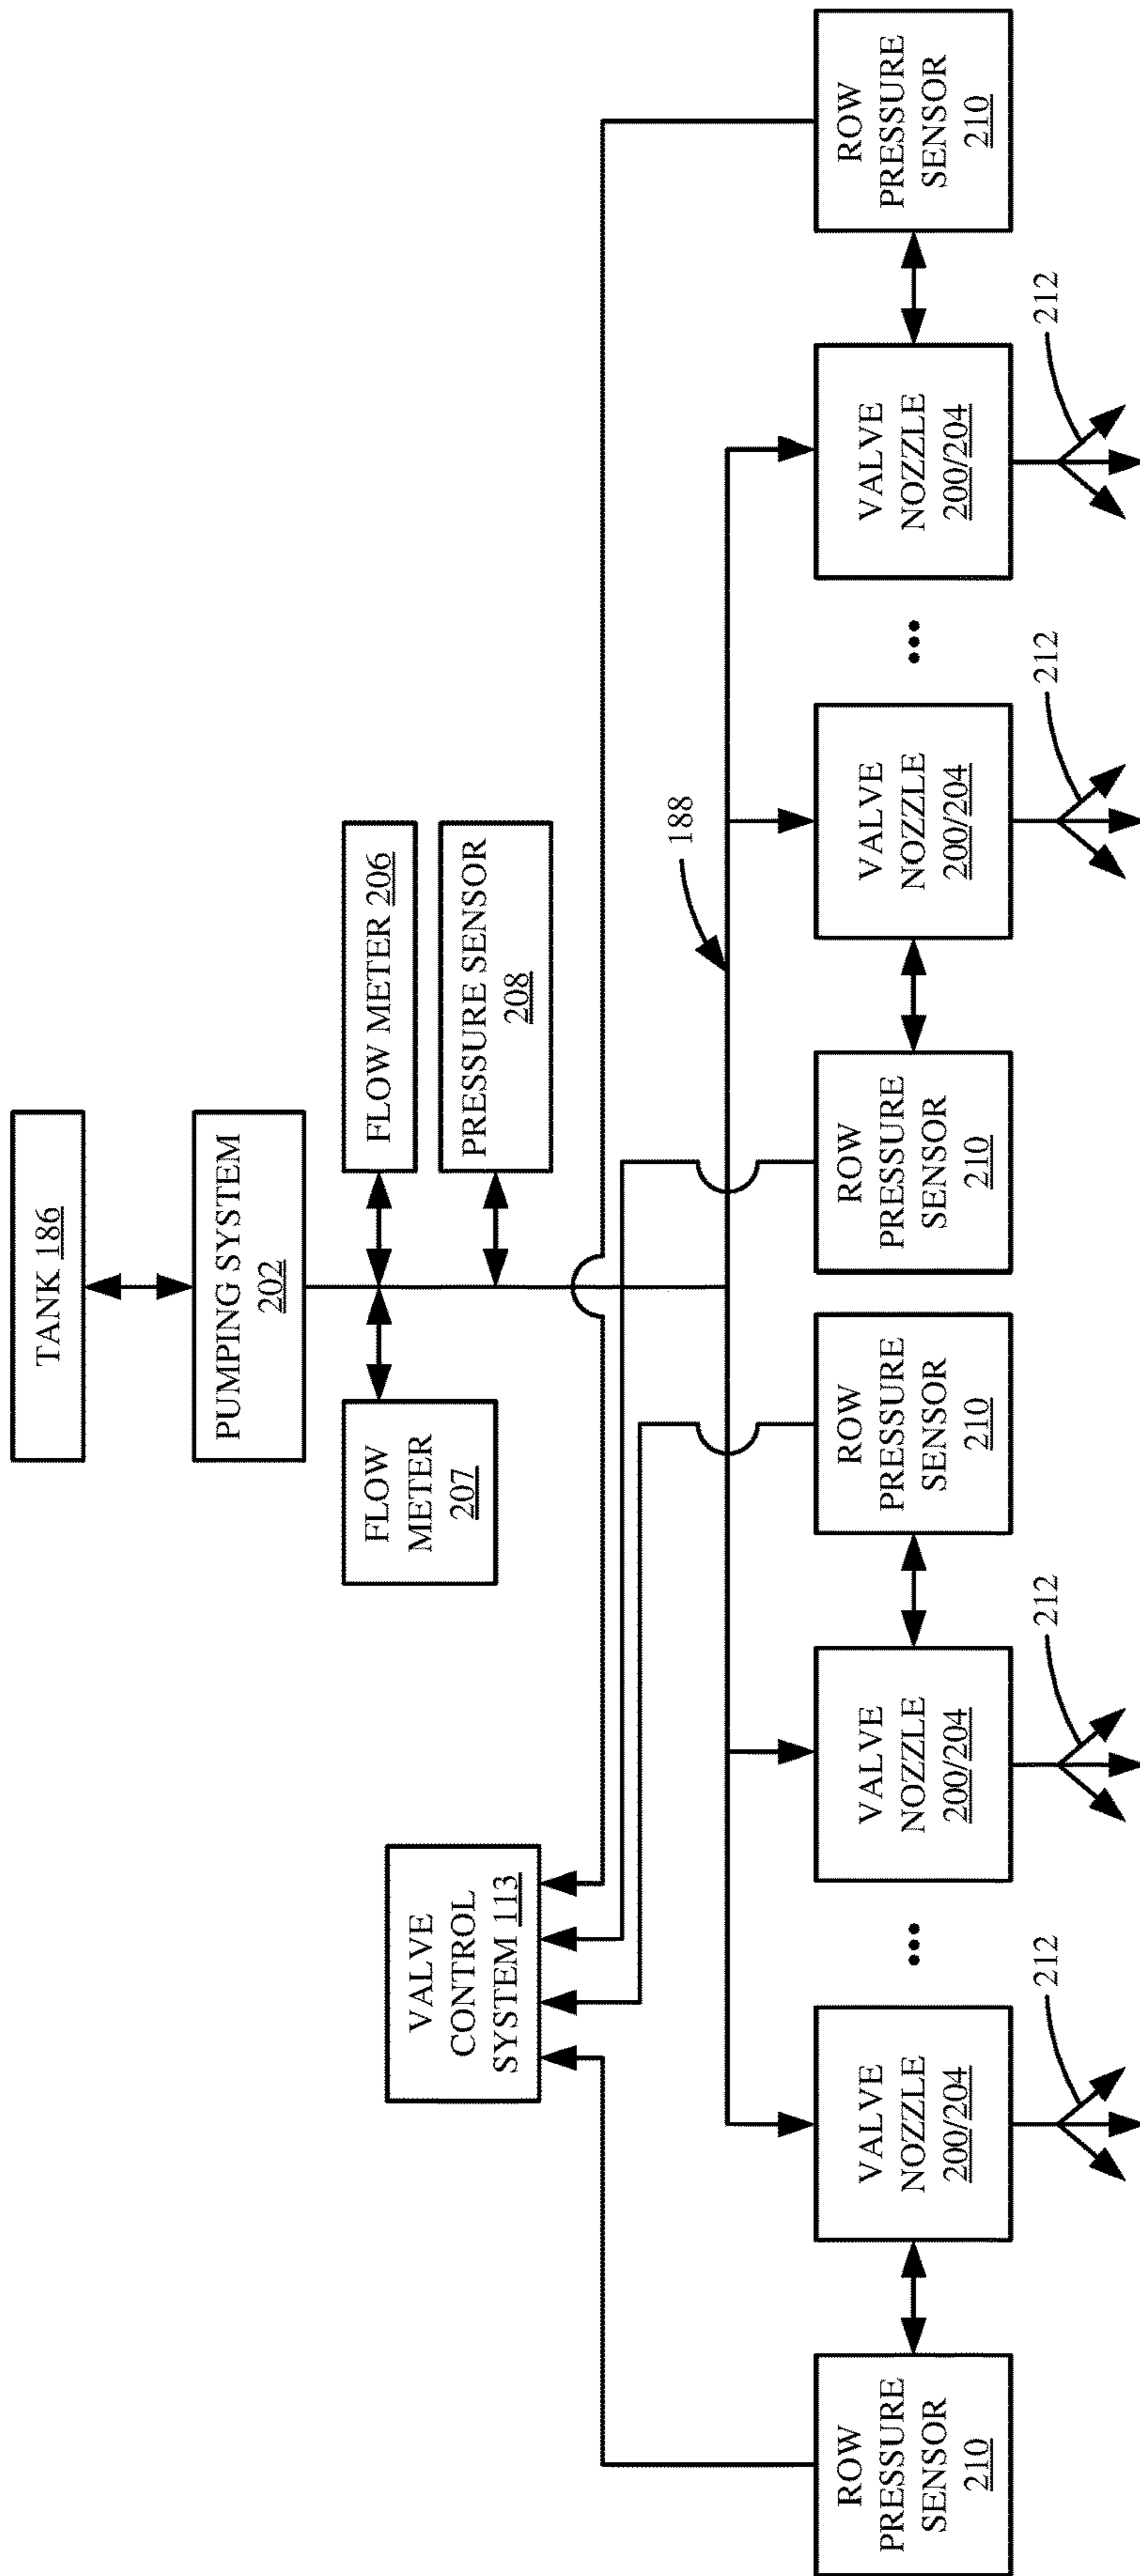 TANK 186
PUMPING SYSTEM
202
FLOW
METER
207
FLOW METER 206
PRESSURE SENSOR
208
VALVE
CONTROL
SYSTEM 113
188
ROW
PRESSURE
SENSOR
210
VALVE
NOZZLE
200/204
•••
VALVE
NOZZLE
200/204
ROW
PRESSURE
SENSOR
210
ROW
PRESSURE
SENSOR
210
VALVE
NOZZLE
200/204
•••
VALVE
NOZZLE
200/204
ROW
PRESSURE
SENSOR
210
212
212
212
212